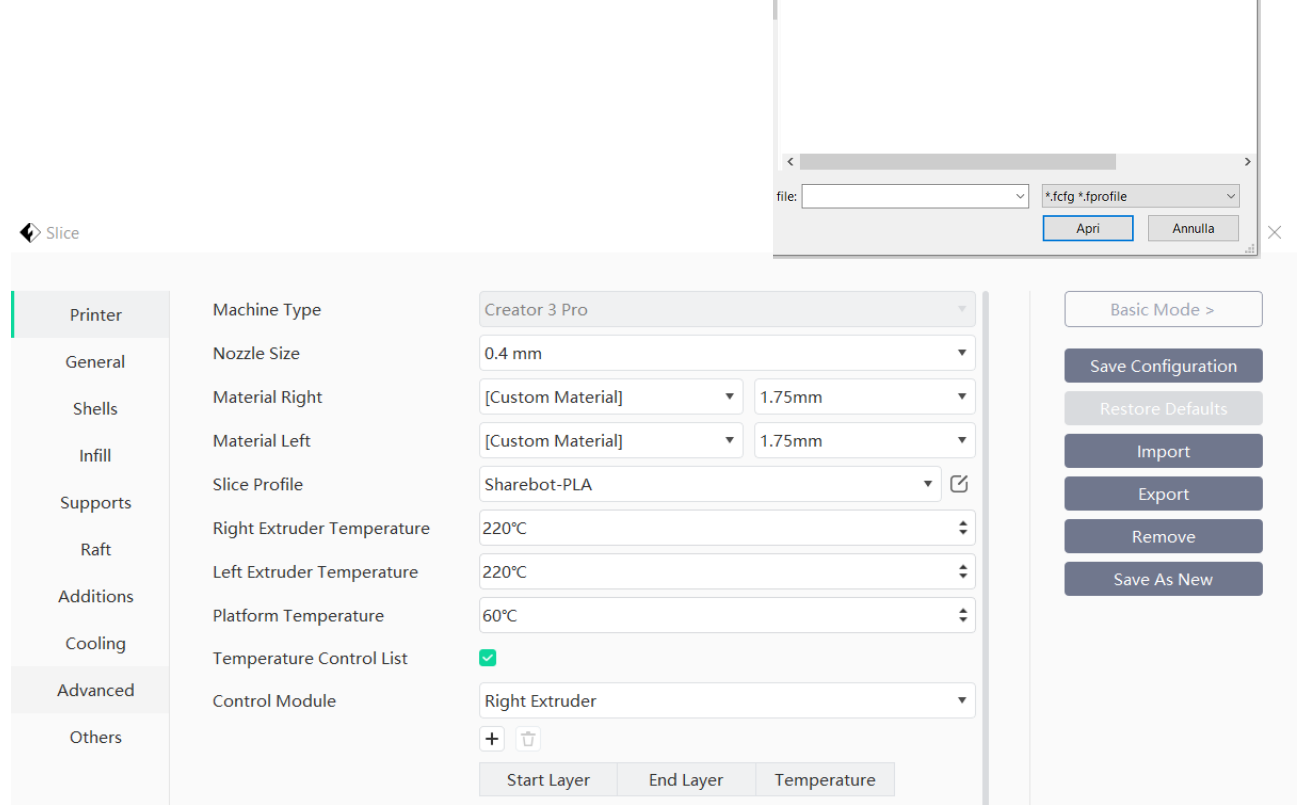 file:
*.fcfg *.fprofile
Apri Annulla
Slice
Printer
General
Shells
Infill
Supports
Raft
Additions
Cooling
Advanced
Others
Machine Type Creator 3 Pro
Nozzle Size 0.4 mm
Material Right [Custom Material] 1.75mm
Material Left [Custom Material] 1.75mm
Slice Profile Sharebot-PLA
Right Extruder Temperature 220℃
Left Extruder Temperature 220℃
Platform Temperature 60℃
Temperature Control List
Control Module Right Extruder
Start Layer End Layer Temperature
Basic Mode >
Save Configuration
Restore Defaults
Import
Export
Remove
Save As New